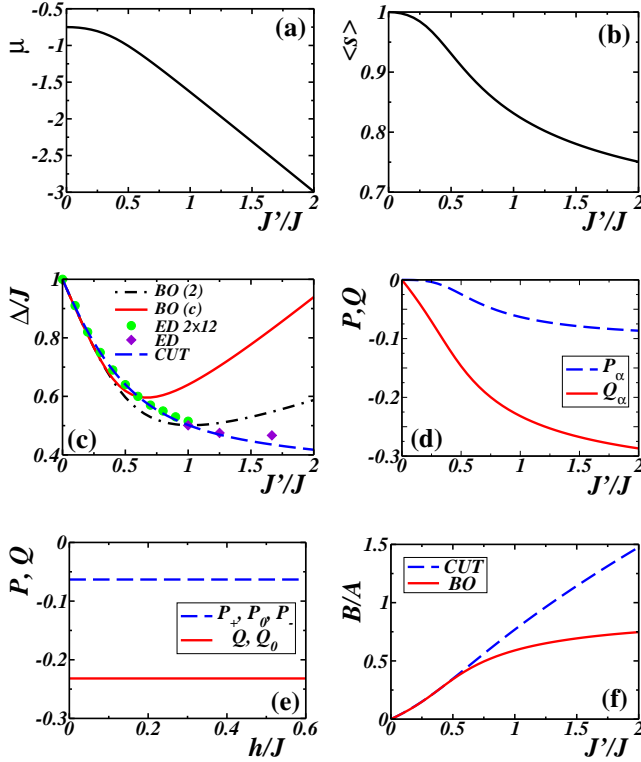 -0.5
-1
-1.5
-2
-2.5
-3
μ
(a)
0 0.5 1 1.5 2
J'/J
1
0.9
0.8
0.7
<s>
(b)
0 0.5 1 1.5 2
J'/J
1
0.8
0.6
0.4
Δ/J
BO (2)
BO (c)
ED 2x12
ED
CUT
(c)
0 0.5 1 1.5 2
J'/J
0
-0.1
-0.2
-0.3
P,Q
P_α
Q_α
(d)
0 0.5 1 1.5 2
J'/J
0
-0.1
-0.2
-0.3
P, Q
P_+, P_0, P_-
Q, Q_0
(e)
0 0.2 0.4 0.6
h/J
1.5
1
0.5
0
B/A
CUT
BO
(f)
0 0.5 1 1.5 2
J'/J